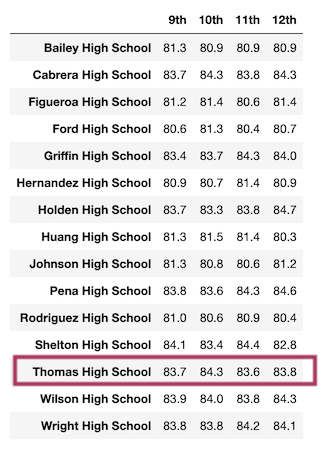 9th 10th 11th 12th
Bailey High School 81.3 80.9 80.9 80.9
Cabrera High School 83.7 84.3 83.8 84.3
Figueroa High School 81.2 81.4 80.6 81.4
Ford High School 80.6 81.3 80.4 80.7
Griffin High School 83.4 83.7 84.3 84.0
Hernandez High School 80.9 80.7 81.4 80.9
Holden High School 83.7 83.3 83.8 84.7
Huang High School 81.3 81.5 81.4 80.3
Johnson High School 81.3 80.8 80.6 81.2
Pena High School 83.8 83.6 84.3 84.6
Rodriguez High School 81.0 80.6 80.9 80.4
Shelton High School 84.1 83.4 84.4 82.8
Thomas High School 83.7 84.3 83.6 83.8
Wilson High School 83.9 84.0 83.8 84.3
Wright High School 83.8 83.8 84.2 84.1